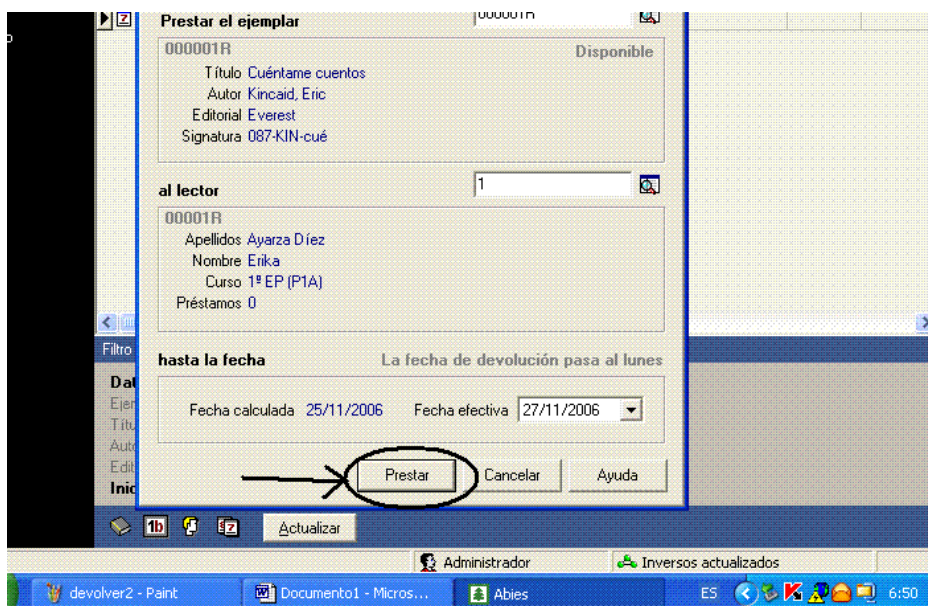 Prestar el ejemplar 000001R
000001R Disponible
Título Cuéntame cuentos
Autor Kincaid, Eric
Editorial Everest
Signatura 087-KIN-cué
al lector 1
00001R
Apellidos Ayarza Díez
Nombre Erika
Curso 1º EP (P1A)
Préstamos 0
Filtro
hasta la fecha La fecha de devolución pasa al lunes
Dat
Ejer
Fecha calculada 25/11/2006 Fecha efectiva 27/11/2006
Títu
Auto
Edit
Prestar Cancelar Ayuda
Inic
1b Actualizar
Administrador Inversos actualizados
devolver2 - Paint Documento1 - Micros... Abies ES 6:50